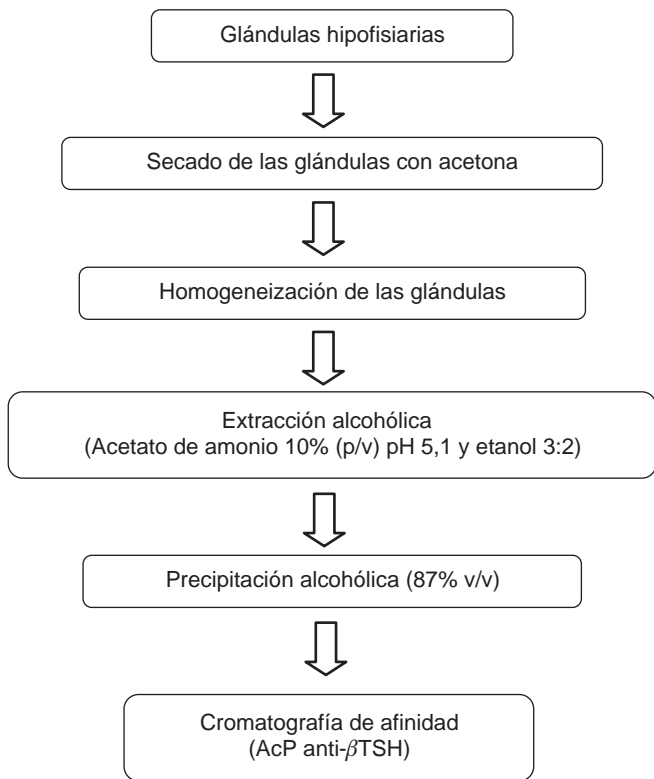 Glándulas hipofisiarias
Secado de las glándulas con acetona
Homogeneización de las glándulas
Extracción alcohólica
(Acetato de amonio 10% (p/v) pH 5,1 y etanol 3:2)
Precipitación alcohólica (87% v/v)
Cromatografía de afinidad
(AcP anti-βTSH)